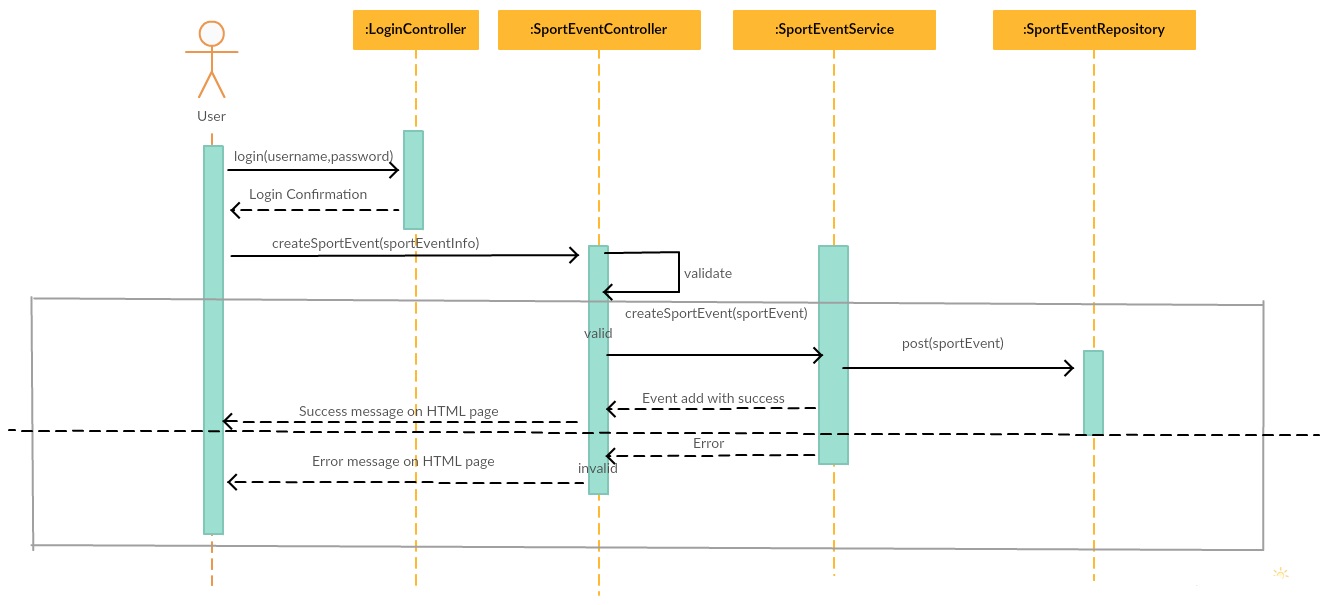 :LoginController
:SportEventController
:SportEventService
:SportEventRepository
User
login(username,password)
Login Confirmation
createSportEvent(sportEventInfo)
validate
createSportEvent(sportEvent)
valid
post(sportEvent)
Event add with success
Success message on HTML page
Error
Error message on HTML page
invalid